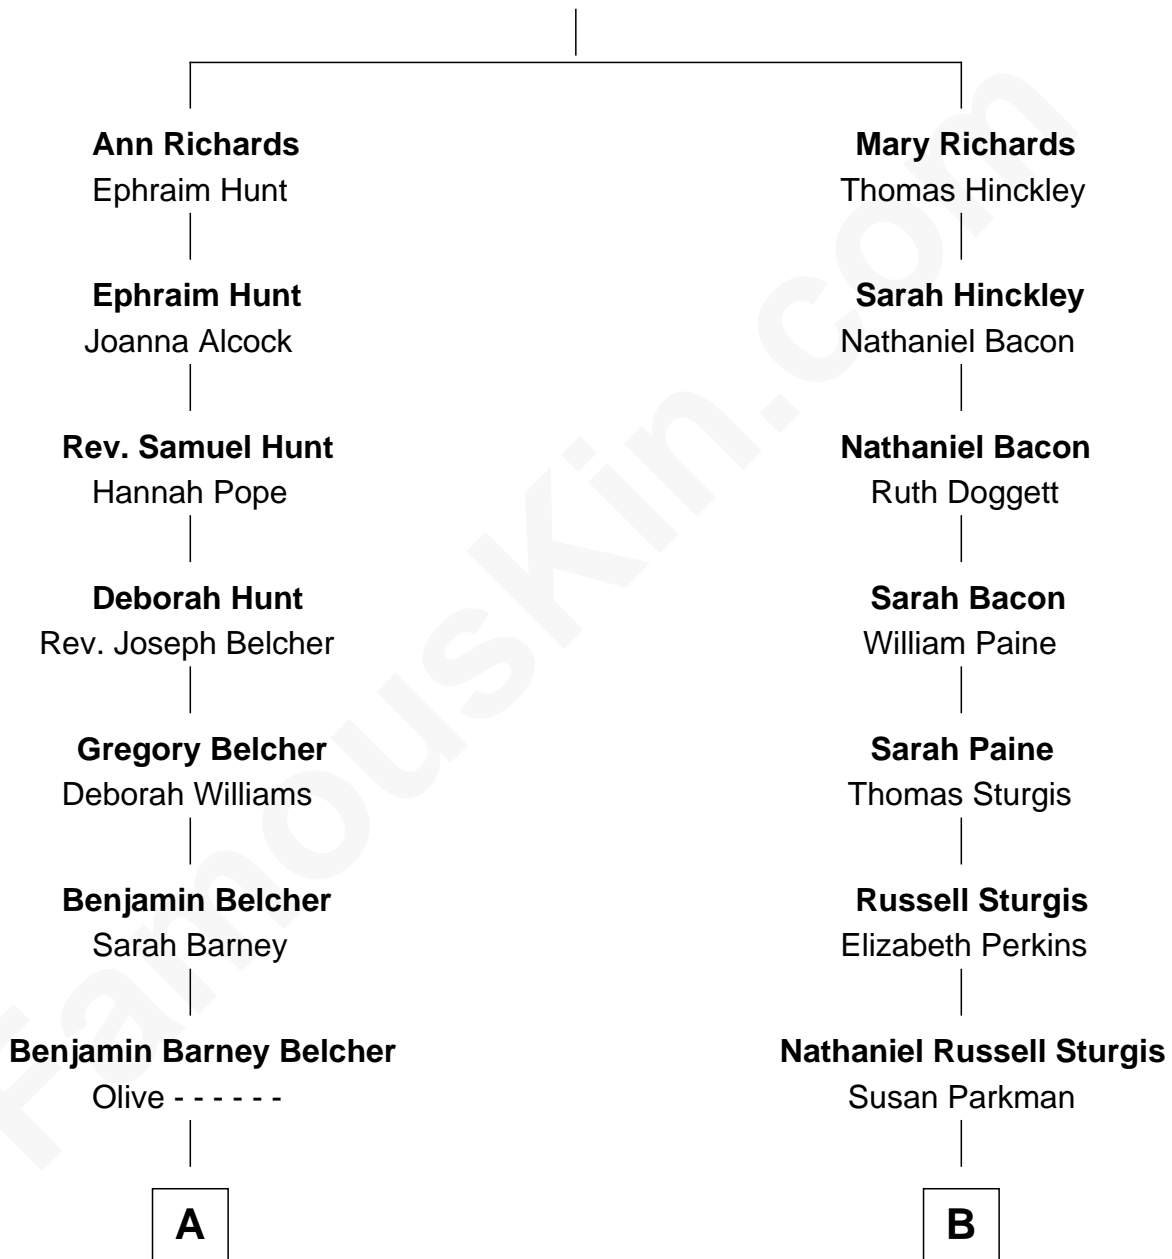 Ann Richards
Ephraim Hunt
Ephraim Hunt
Joanna Alcock
Rev. Samuel Hunt
Hannah Pope
Deborah Hunt
Rev. Joseph Belcher
Gregory Belcher
Deborah Williams
Benjamin Belcher
Sarah Barney
Benjamin Barney Belcher
Olive - - - - - -
A
Mary Richards
Thomas Hinckley
Sarah Hinckley
Nathaniel Bacon
Nathaniel Bacon
Ruth Doggett
Sarah Bacon
William Paine
Sarah Paine
Thomas Sturgis
Russell Sturgis
Elizabeth Perkins
Nathaniel Russell Sturgis
Susan Parkman
B
FamousKin.com